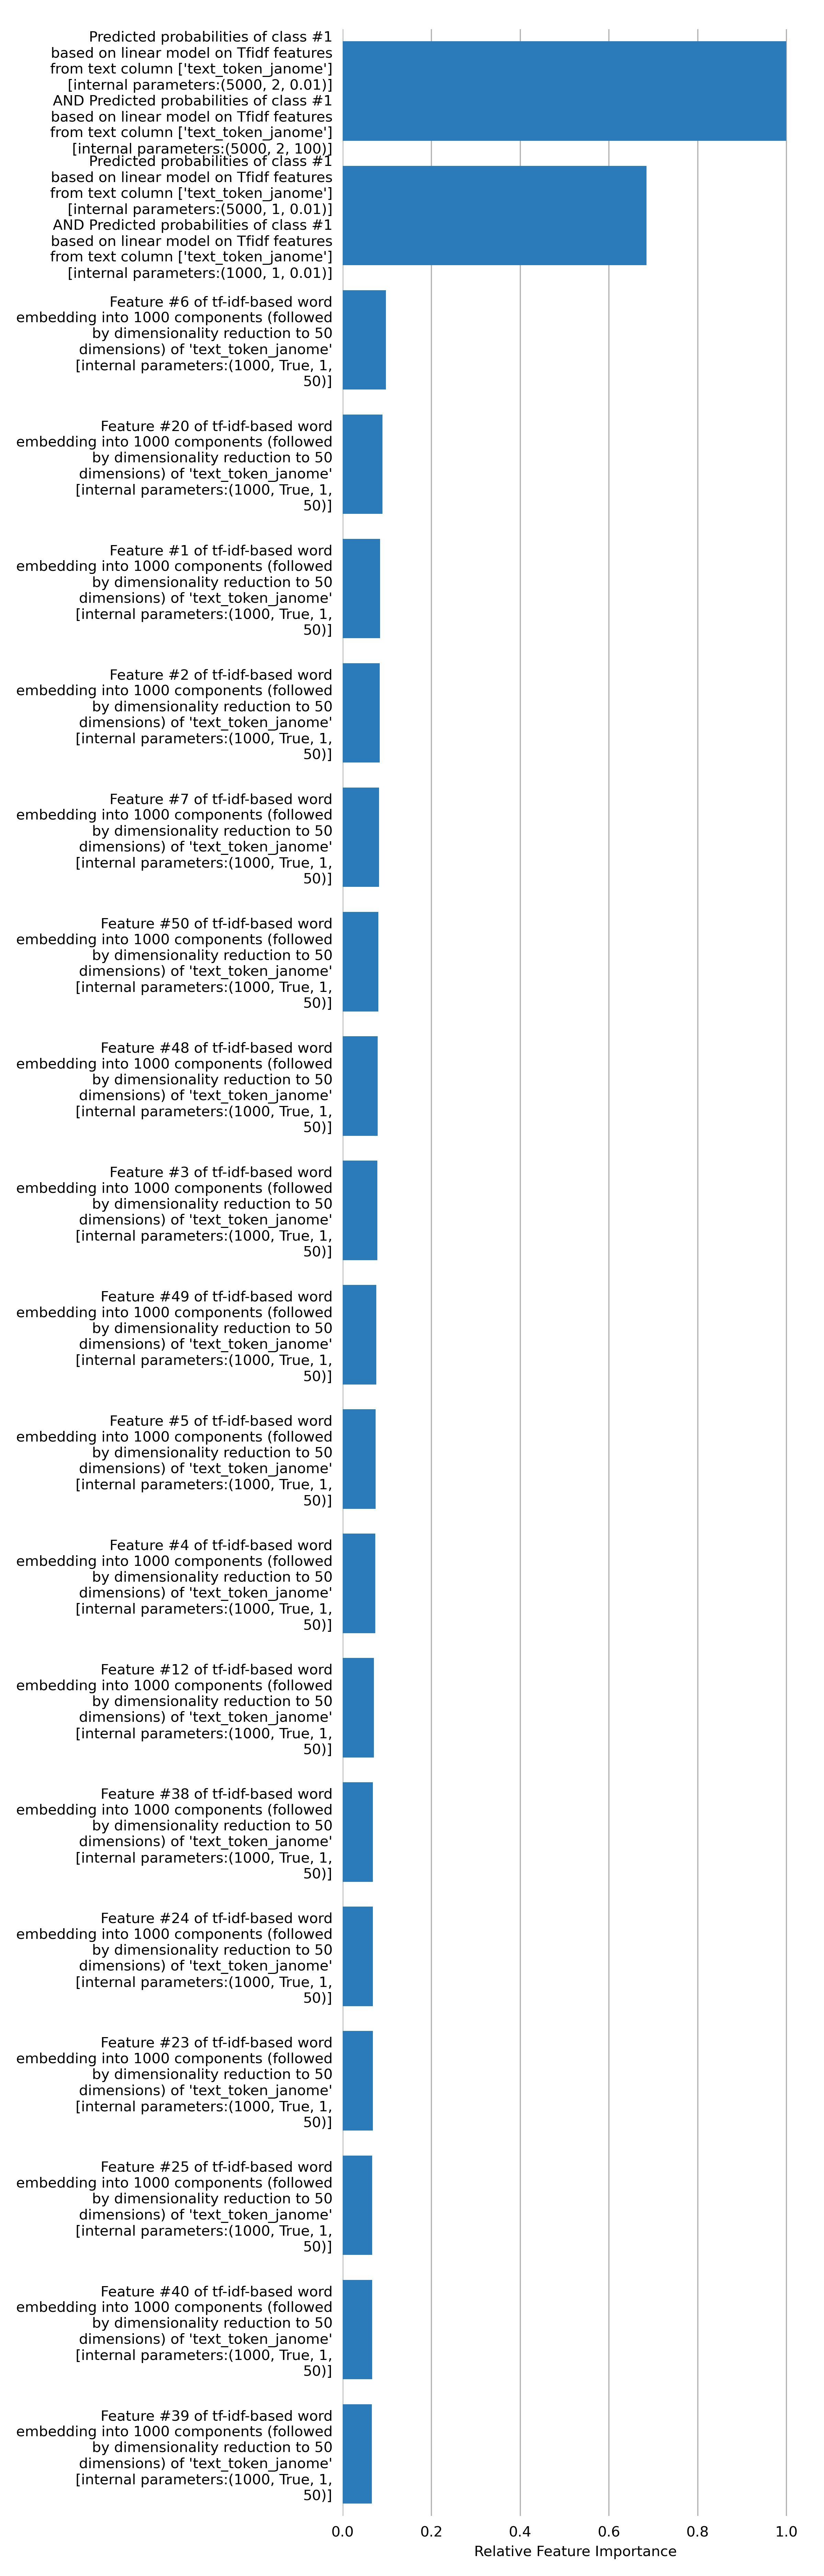 Predicted probabilities of class #1
based on linear model on Tfidf features
from text column ['text_token_janome']
[internal parameters:(5000, 2, 0.01)]
AND Predicted probabilities of class #1
based on linear model on Tfidf features
from text column ['text_token_janome']
[internal parameters:(5000, 2, 100)]
Predicted probabilities of class #1
based on linear model on Tfidf features
from text column ['text_token_janome']
[internal parameters:(5000, 1, 0.01)]
AND Predicted probabilities of class #1
based on linear model on Tfidf features
from text column ['text_token_janome']
[internal parameters:(1000, 1, 0.01)]
Feature #6 of tf-idf-based word
embedding into 1000 components (followed
by dimensionality reduction to 50
dimensions) of 'text_token_janome'
[internal parameters:(1000, True, 1,
50)]
Feature #20 of tf-idf-based word
embedding into 1000 components (followed
by dimensionality reduction to 50
dimensions) of 'text_token_janome'
[internal parameters:(1000, True, 1,
50)]
Feature #1 of tf-idf-based word
embedding into 1000 components (followed
by dimensionality reduction to 50
dimensions) of 'text_token_janome'
[internal parameters:(1000, True, 1,
50)]
Feature #2 of tf-idf-based word
embedding into 1000 components (followed
by dimensionality reduction to 50
dimensions) of 'text_token_janome'
[internal parameters:(1000, True, 1,
50)]
Feature #7 of tf-idf-based word
embedding into 1000 components (followed
by dimensionality reduction to 50
dimensions) of 'text_token_janome'
[internal parameters:(1000, True, 1,
50)]
Feature #50 of tf-idf-based word
embedding into 1000 components (followed
by dimensionality reduction to 50
dimensions) of 'text_token_janome'
[internal parameters:(1000, True, 1,
50)]
Feature #48 of tf-idf-based word
embedding into 1000 components (followed
by dimensionality reduction to 50
dimensions) of 'text_token_janome'
[internal parameters:(1000, True, 1,
50)]
Feature #3 of tf-idf-based word
embedding into 1000 components (followed
by dimensionality reduction to 50
dimensions) of 'text_token_janome'
[internal parameters:(1000, True, 1,
50)]
Feature #49 of tf-idf-based word
embedding into 1000 components (followed
by dimensionality reduction to 50
dimensions) of 'text_token_janome'
[internal parameters:(1000, True, 1,
50)]
Feature #5 of tf-idf-based word
embedding into 1000 components (followed
by dimensionality reduction to 50
dimensions) of 'text_token_janome'
[internal parameters:(1000, True, 1,
50)]
Feature #4 of tf-idf-based word
embedding into 1000 components (followed
by dimensionality reduction to 50
dimensions) of 'text_token_janome'
[internal parameters:(1000, True, 1,
50)]
Feature #12 of tf-idf-based word
embedding into 1000 components (followed
by dimensionality reduction to 50
dimensions) of 'text_token_janome'
[internal parameters:(1000, True, 1,
50)]
Feature #38 of tf-idf-based word
embedding into 1000 components (followed
by dimensionality reduction to 50
dimensions) of 'text_token_janome'
[internal parameters:(1000, True, 1,
50)]
Feature #24 of tf-idf-based word
embedding into 1000 components (followed
by dimensionality reduction to 50
dimensions) of 'text_token_janome'
[internal parameters:(1000, True, 1,
50)]
Feature #23 of tf-idf-based word
embedding into 1000 components (followed
by dimensionality reduction to 50
dimensions) of 'text_token_janome'
[internal parameters:(1000, True, 1,
50)]
Feature #25 of tf-idf-based word
embedding into 1000 components (followed
by dimensionality reduction to 50
dimensions) of 'text_token_janome'
[internal parameters:(1000, True, 1,
50)]
Feature #40 of tf-idf-based word
embedding into 1000 components (followed
by dimensionality reduction to 50
dimensions) of 'text_token_janome'
[internal parameters:(1000, True, 1,
50)]
Feature #39 of tf-idf-based word
embedding into 1000 components (followed
by dimensionality reduction to 50
dimensions) of 'text_token_janome'
[internal parameters:(1000, True, 1,
50)]
0.0 0.2 0.4 0.6 0.8 1.0
Relative Feature Importance